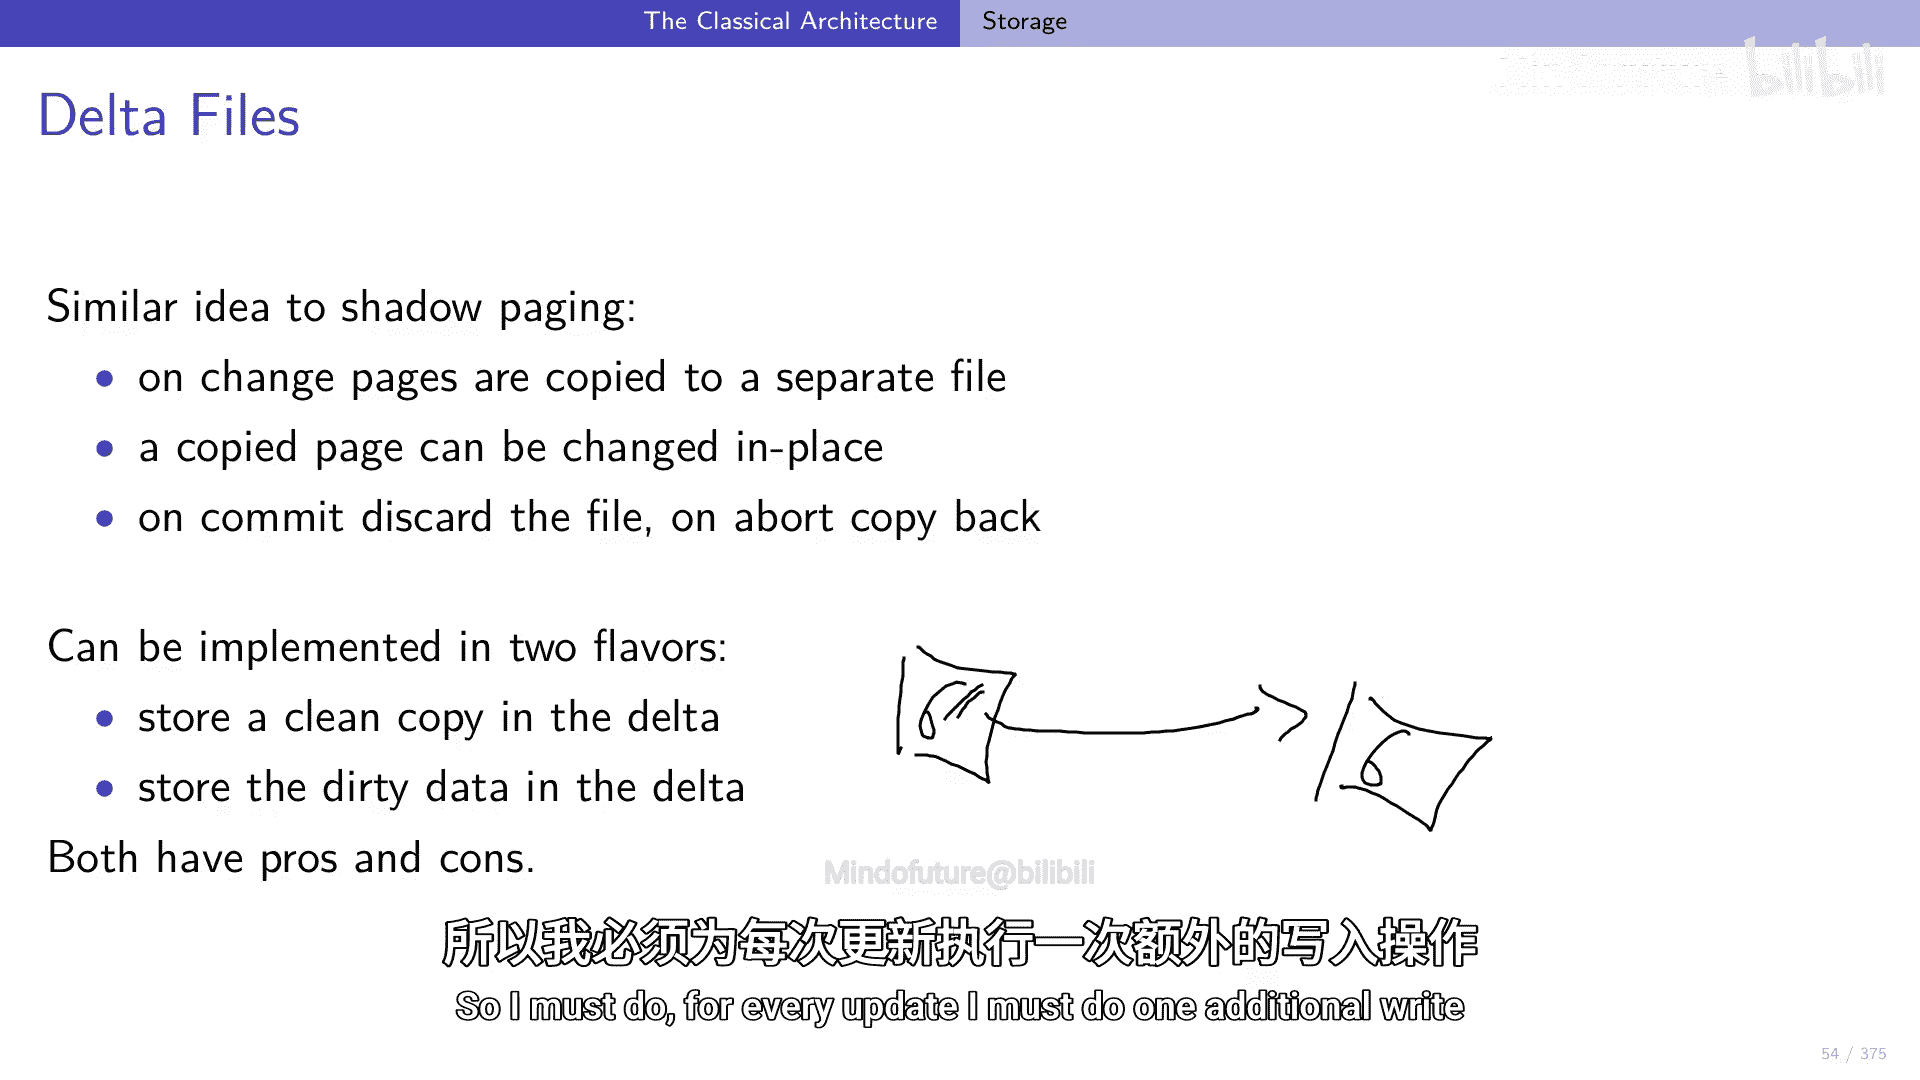 The Classical Architecture Storage
bilibili
Delta Files
Similar idea to shadow paging:
• on change pages are copied to a separate file
• a copied page can be changed in-place
• on commit discard the file, on abort copy back
Can be implemented in two flavors:
• store a clean copy in the delta
• store the dirty data in the delta
Both have pros and cons.
Mindofuture@bilibili
所以我必须为每次更新执行一次额外的写入操作
So I must do, for every update I must do one additional write
54 / 375